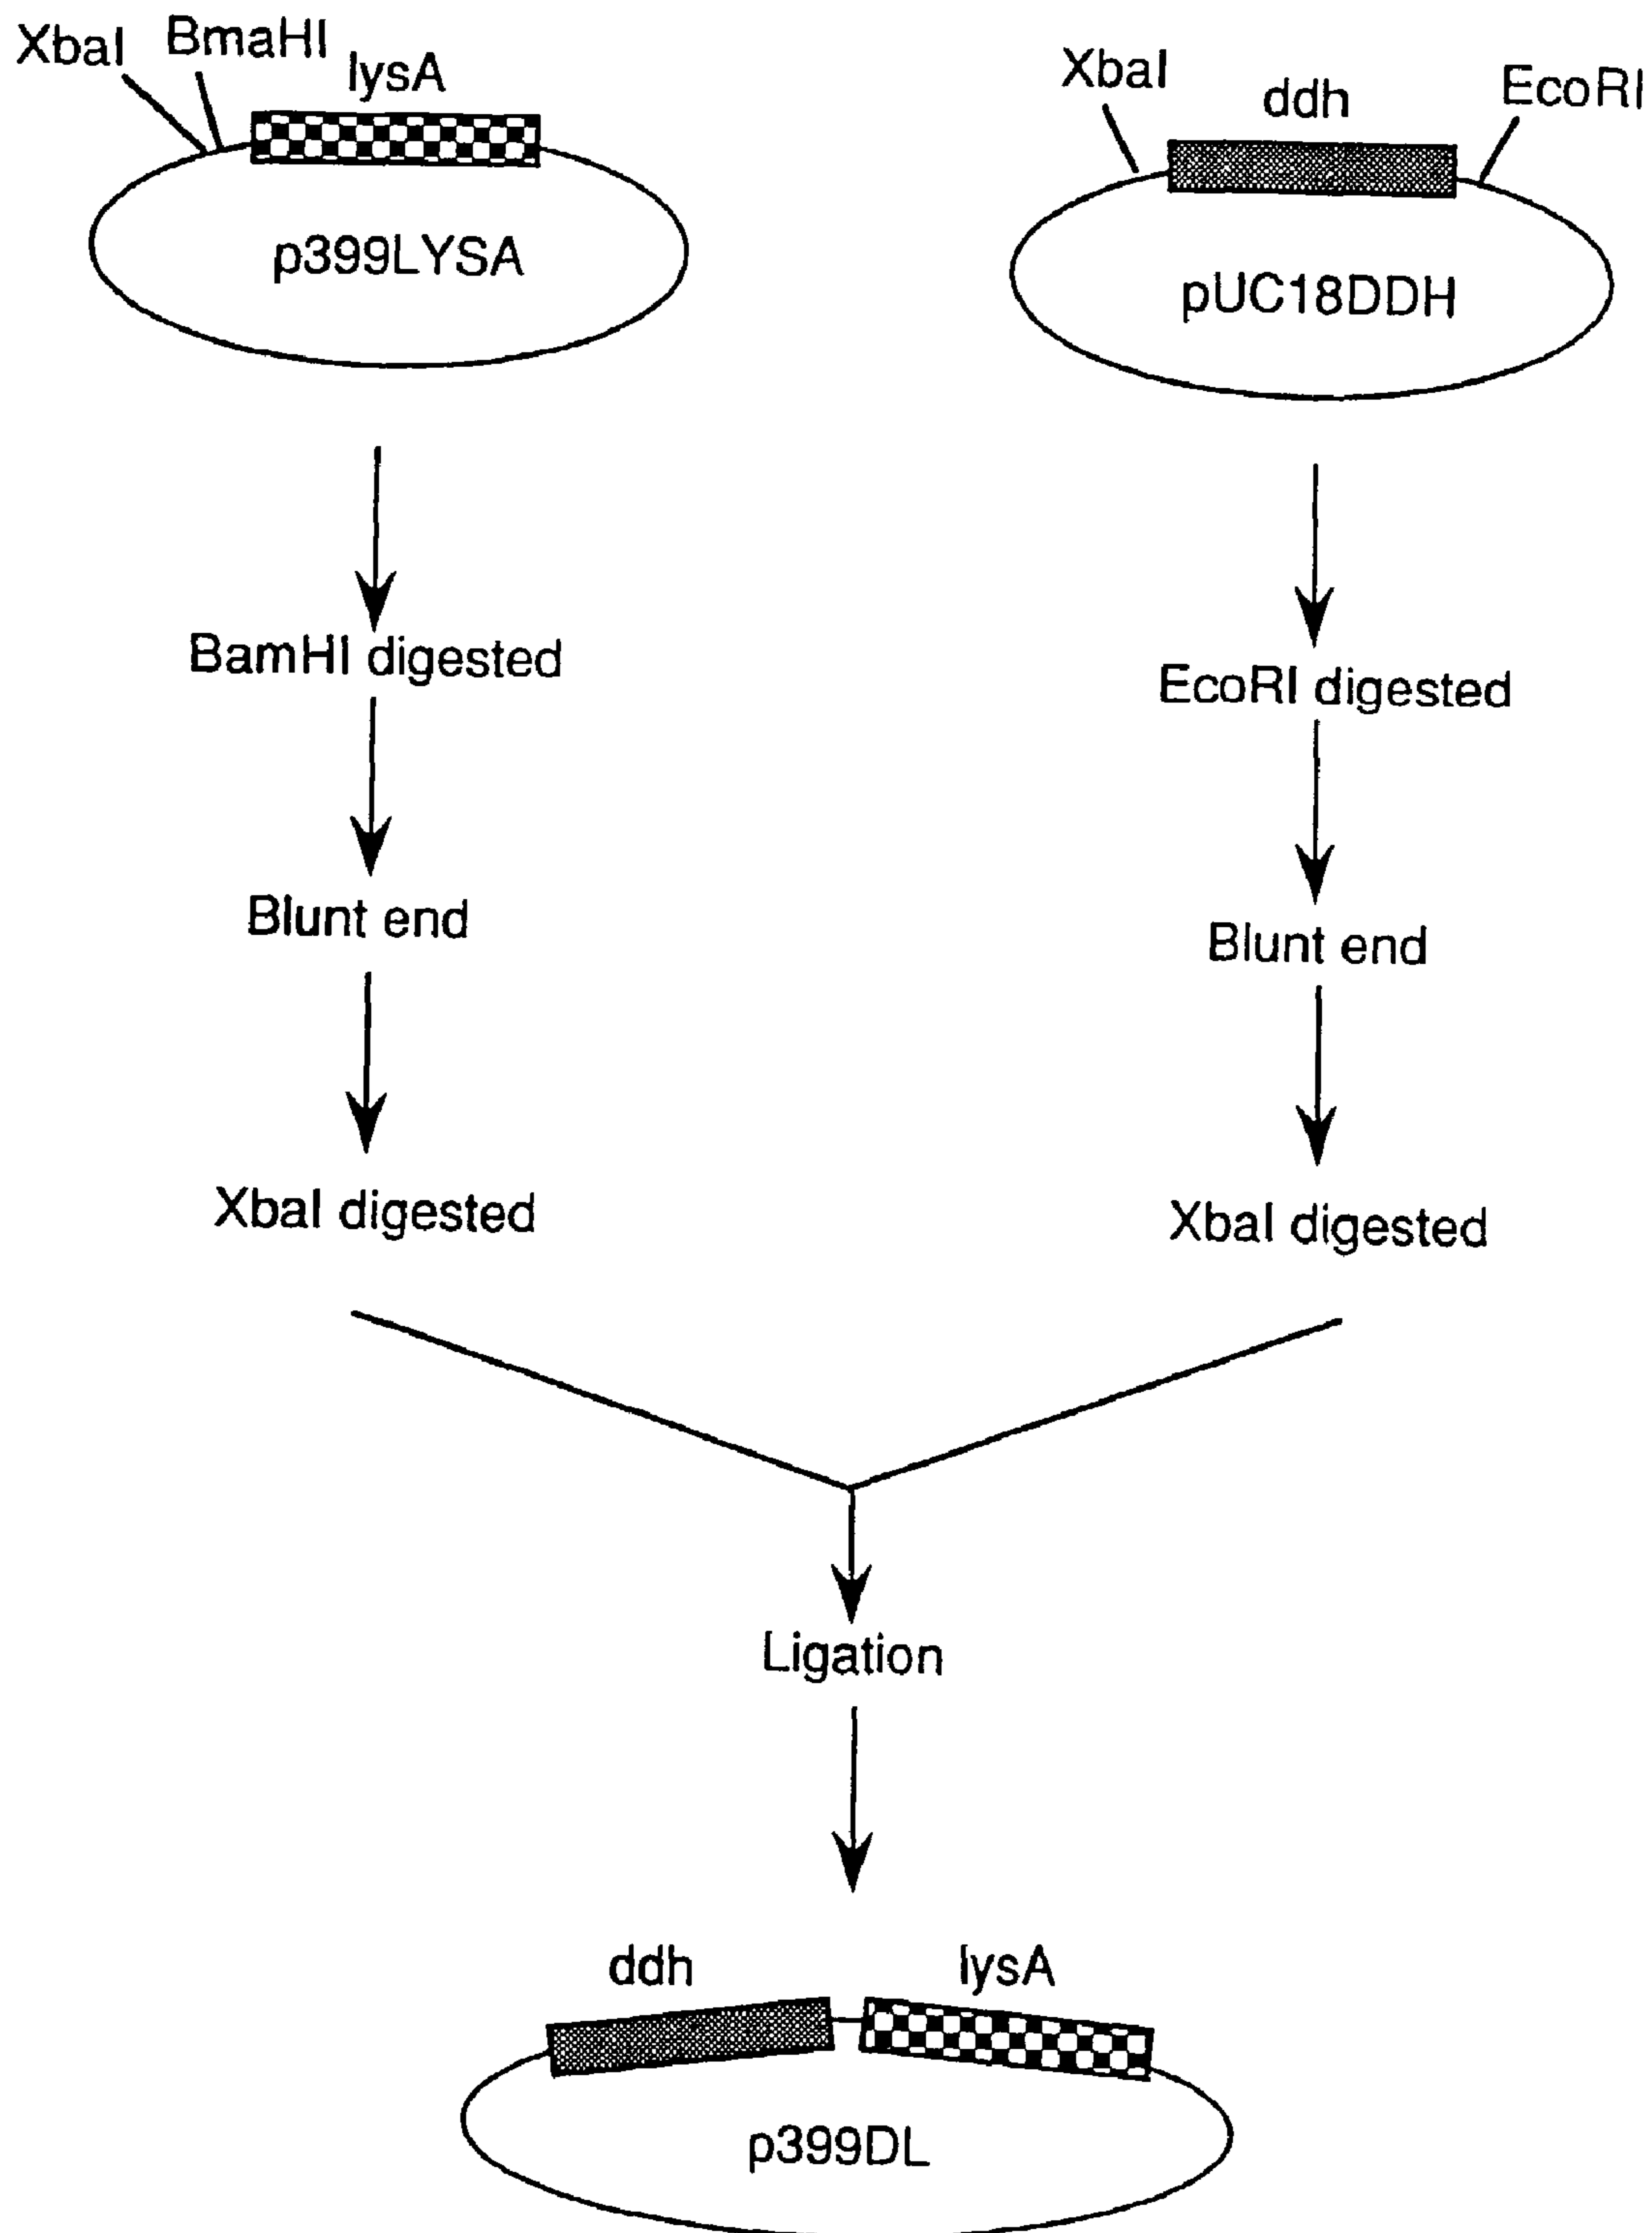 XbaI
BmaHI
lysA
p399LYSA
XbaI
ddh
EcoRI
pUC18DDH
BamHI digested
Blunt end
XbaI digested
EcoRI digested
Blunt end
XbaI digested
Ligation
ddh
lysA
p399DL